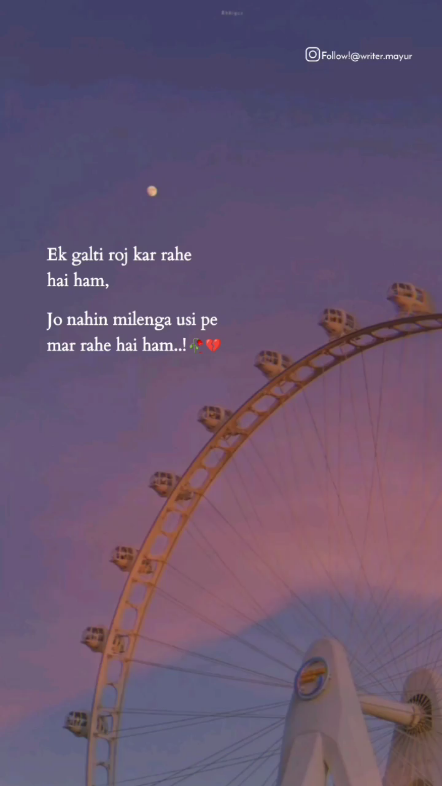 Follow!@writer.mayur
Ek galti roj kar rahe
hai ham,
Jo nahin milenga usi pe
mar rahe hai ham..!🥀💔